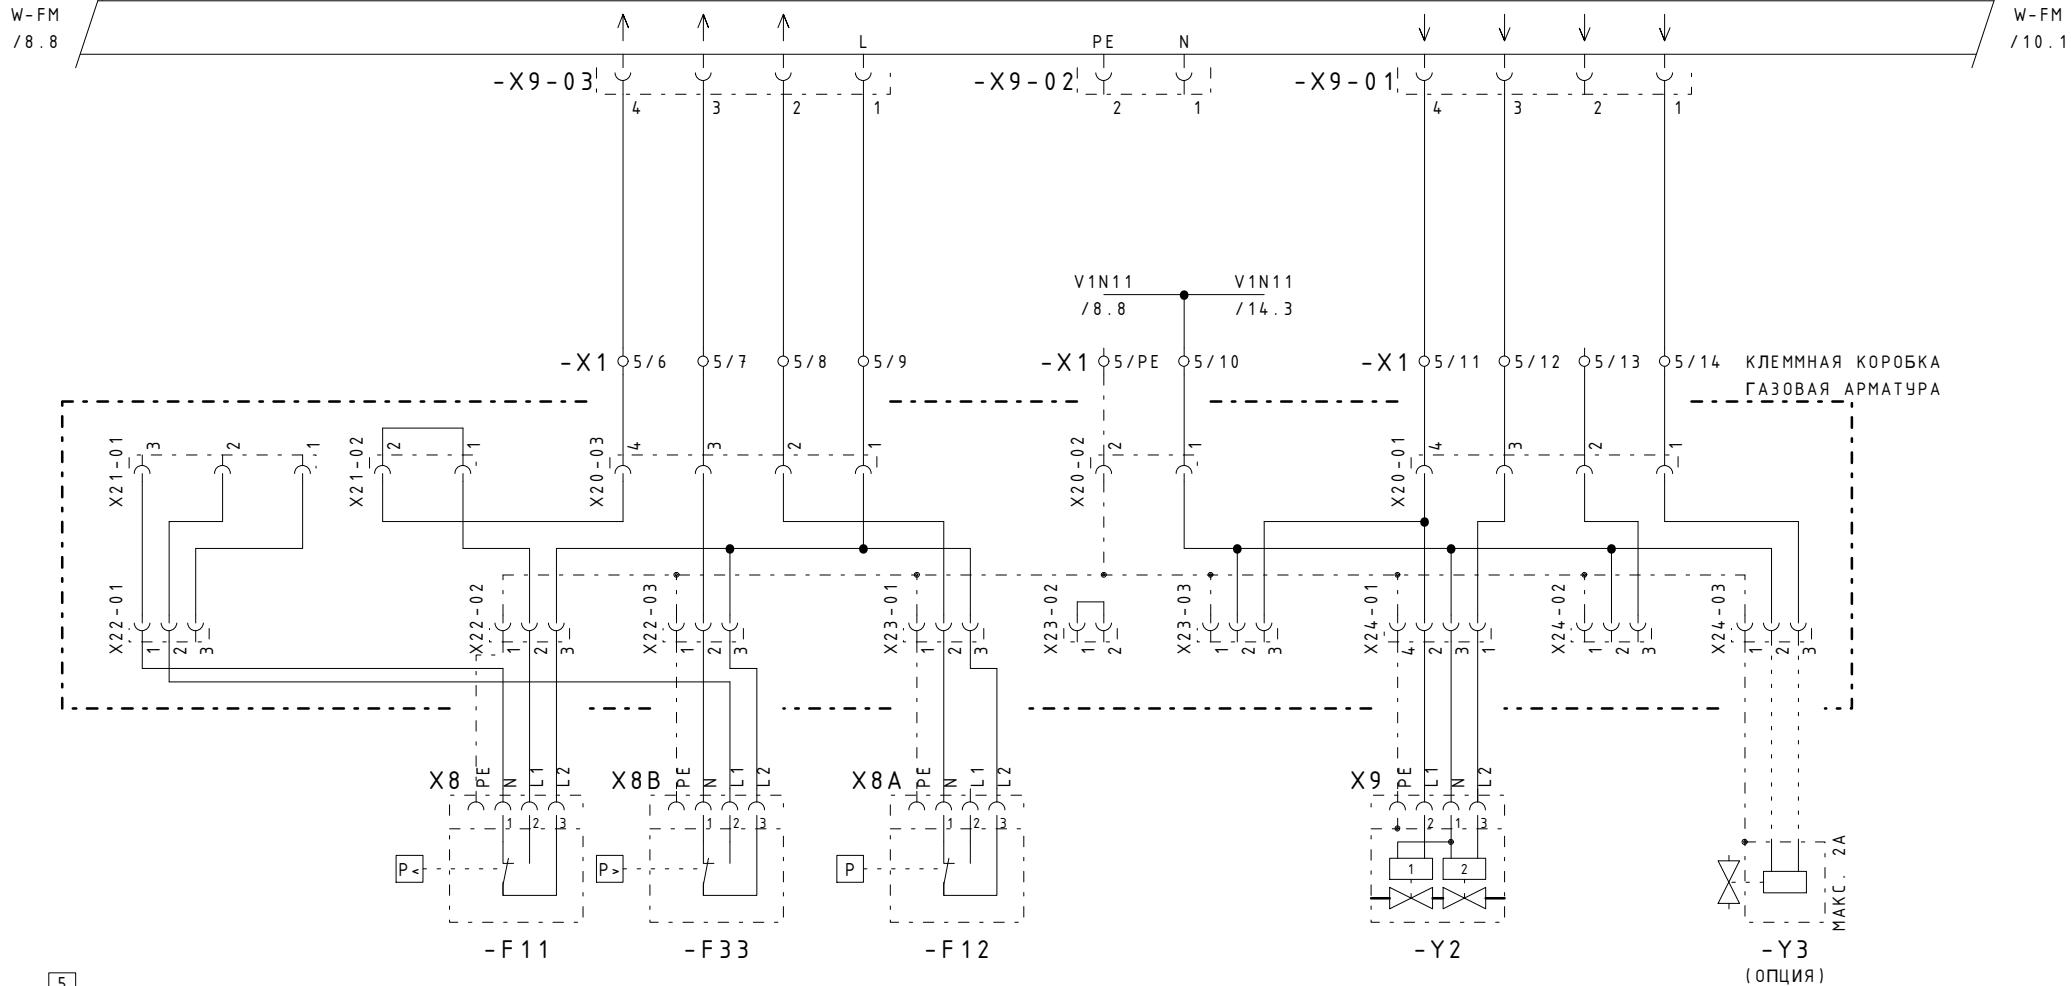 W-FM
/8.8
W-FM
/10.1
L
PE
N
-X9-03
4
3
2
1
-X9-02
2
1
-X9-01
4
3
2
1
V1N11
/8.8
V1N11
/14.3
-X1
5/6
5/7
5/8
5/9
-X1
5/PE
5/10
-X1
5/11
5/12
5/13
5/14
КЛЕММНАЯ КОРОБКА
ГАЗОВАЯ АРМАТУРА
X21-01
3
2
1
X21-02
2
1
X20-03
4
3
2
1
X20-02
2
1
X20-01
4
3
2
1
X22-01
1
2
3
X22-02
1
2
3
X22-03
1
2
3
X23-01
1
2
3
X23-02
1
2
X23-03
1
2
3
X24-01
4
2
3
1
X24-02
1
2
3
X24-03
1
2
3
X8
PE
N
L1
L2
X8B
PE
N
L1
L2
X8A
PE
N
L1
L2
X9
PE
L1
N
L2
1
2
3
1
2
3
1
2
3
2
1
3
P<
P>
P
1
2
МАКС. 2А
-F11
-F33
-F12
-Y2
-Y3
(ОПЦИЯ)
5